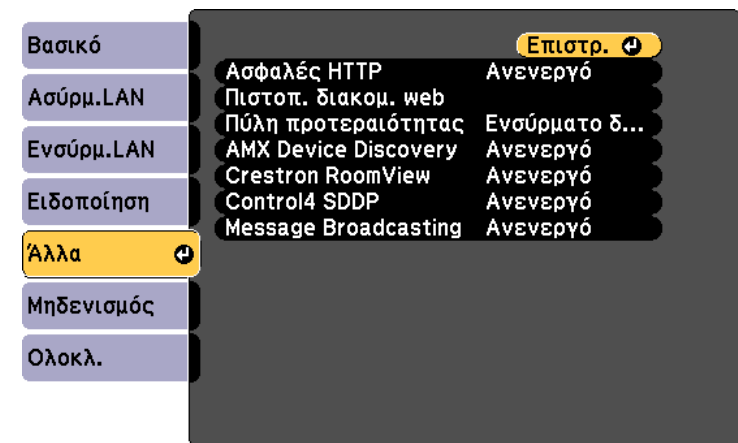 Βασικό
Ασύρμ.LAN
Ενσύρμ.LAN
Ειδοποίηση
Άλλα
Μηδενισμός
Ολοκλ.
Επιστρ.
Ασφαλές HTTP Ανενεργό
Πιστοπ. διακομ. web
Πύλη προτεραιότητας Ενσύρματο δ...
AMX Device Discovery Ανενεργό
Crestron RoomView Ανενεργό
Control4 SDDP Ανενεργό
Message Broadcasting Ανενεργό